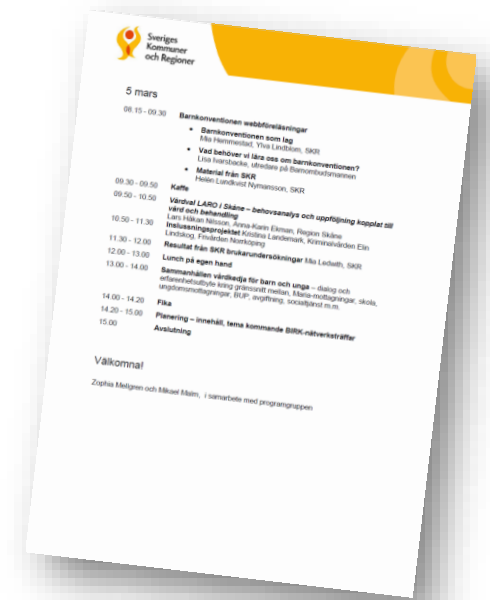 Sveriges
Kommuner
och Regioner
5 mars
08.15 - 09.30 Barnkonventionen webbföreläsningar
• Barnkonventionen som lag
Mia Hemmestad, Ylva Lindblom, SKR
• Vad behöver vi lära oss om barnkonventionen?
Lisa Ivarsbacke, utredare på Barnombudsmannen
• Material från SKR
Helén Lundkvist Nymansson, SKR
09.30 - 09.50 Kaffe
09.50 - 10.50 Vårdval LARO i Skåne – behovsanalys och uppföljning kopplat till
vård och behandling
Lars Håkan Nilsson, Anna-Karin Ekman, Region Skåne
10.50 - 11.30 Inslussningsprojektet Kristina Landemark, Kriminalvården Elin
Lindskog, Frivården Norrköping
11.30 - 12.00 Resultat från SKR brukarundersökningar Mia Ledwith, SKR
12.00 - 13.00 Lunch på egen hand
13.00 - 14.00 Sammanhållen vårdkedja för barn och unga – dialog och
erfarenhetsutbyte kring gränssnitt mellan, Maria-mottagningar, skola,
ungdomsmottagningar, BUP, avgiftning, socialtjänst m.m.
14.00 - 14.20 Fika
14.20 - 15.00 Planering – innehåll, tema kommande BIRK-nätverksträffar
15.00 Avslutning
Välkomna!
Zophia Mellgren och Mikael Malm, i samarbete med programgruppen